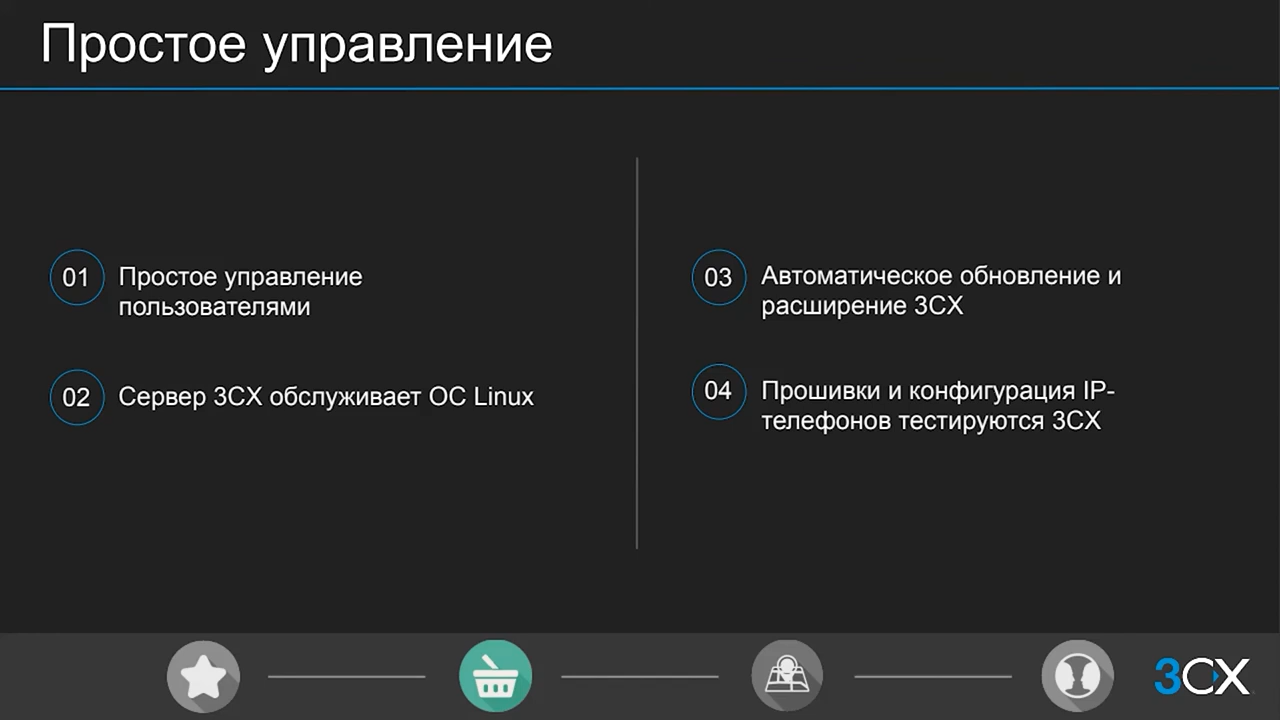 Простое управление
01
Простое управление
пользователями
02
Сервер 3CX обслуживает ОС Linux
03
Автоматическое обновление и
расширение 3CX
04
Прошивки и конфигурация IP-
телефонов тестируются 3CX
3CX